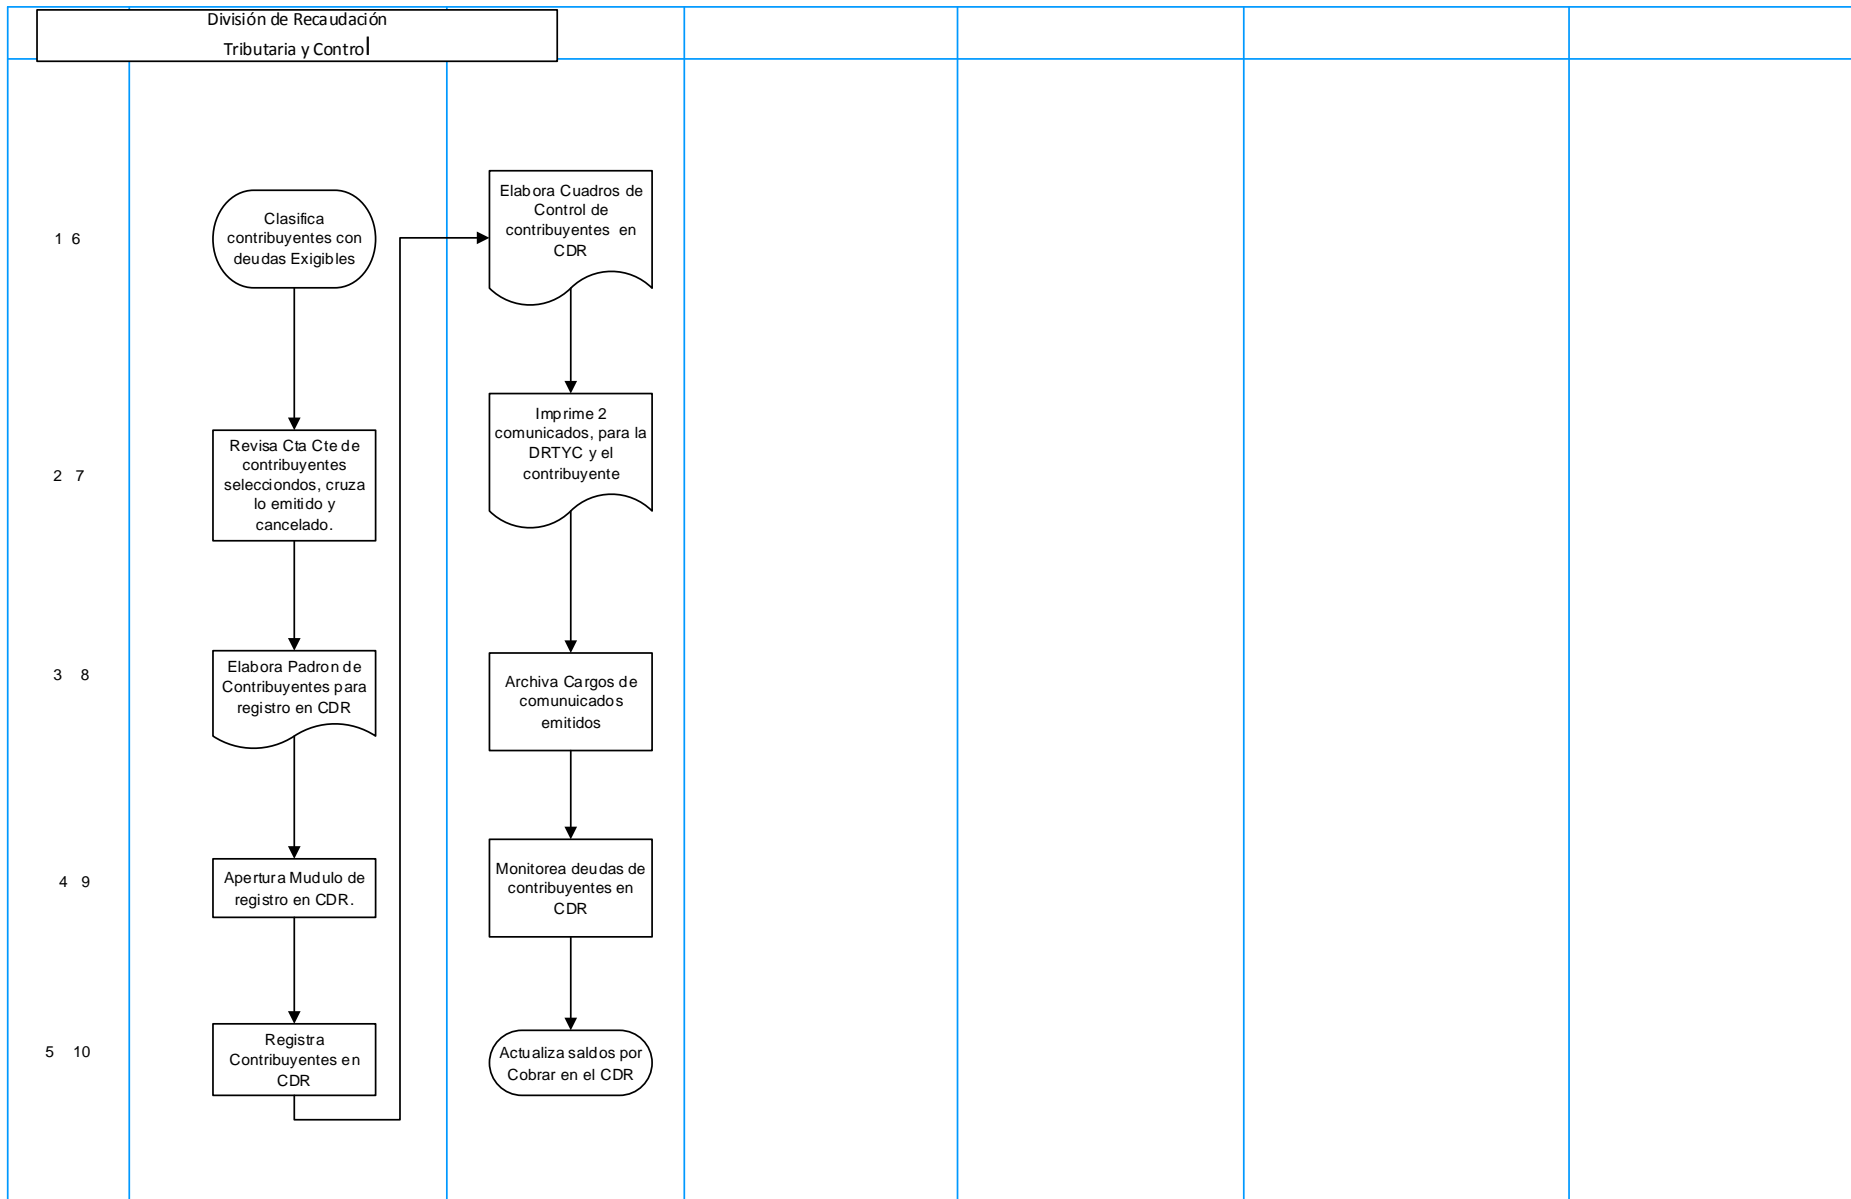 División de Recaudación
Tributaria y Control
1 6
Clasifica
contribuyentes con
deudas Exigibles
Elabora Cuadros de
Control de
contribuyentes en
CDR
2 7
Revisa Cta Cte de
contribuyentes
selecciondos, cruza
lo emitido y
cancelado.
Imprime 2
comunicados, para la
DRTYC y el
contribuyente
3 8
Elabora Padron de
Contribuyentes para
registro en CDR
Archiva Cargos de
comunuicados
emitidos
4 9
Apertura Mudulo de
registro en CDR.
Monitorea deudas de
contribuyentes en
CDR
5 10
Registra
Contribuyentes en
CDR
Actualiza saldos por
Cobrar en el CDR